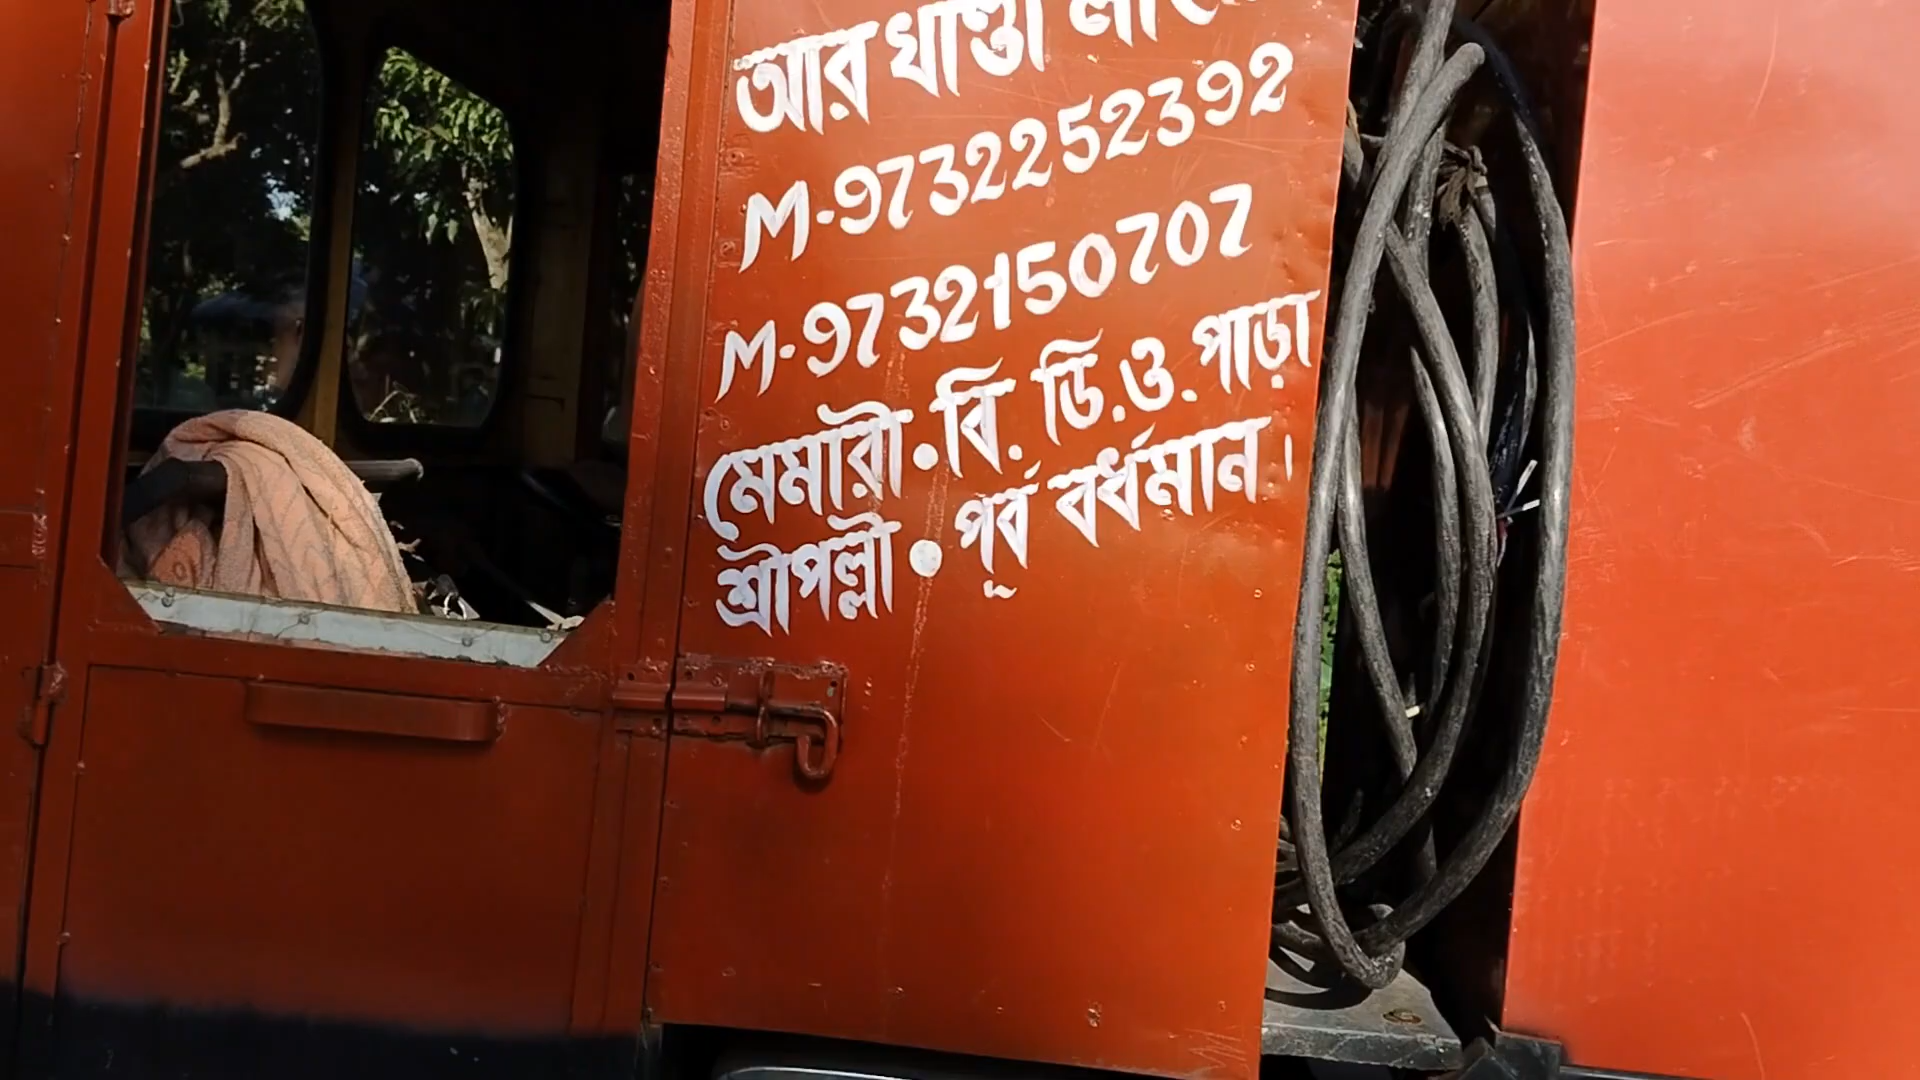 আর খাণ্ডা
M-9732252392
M-9732150707
মেমারী•বি.ডি.ও.পাড়া
শ্রীপল্লী•পূর্ব বর্ধমান।